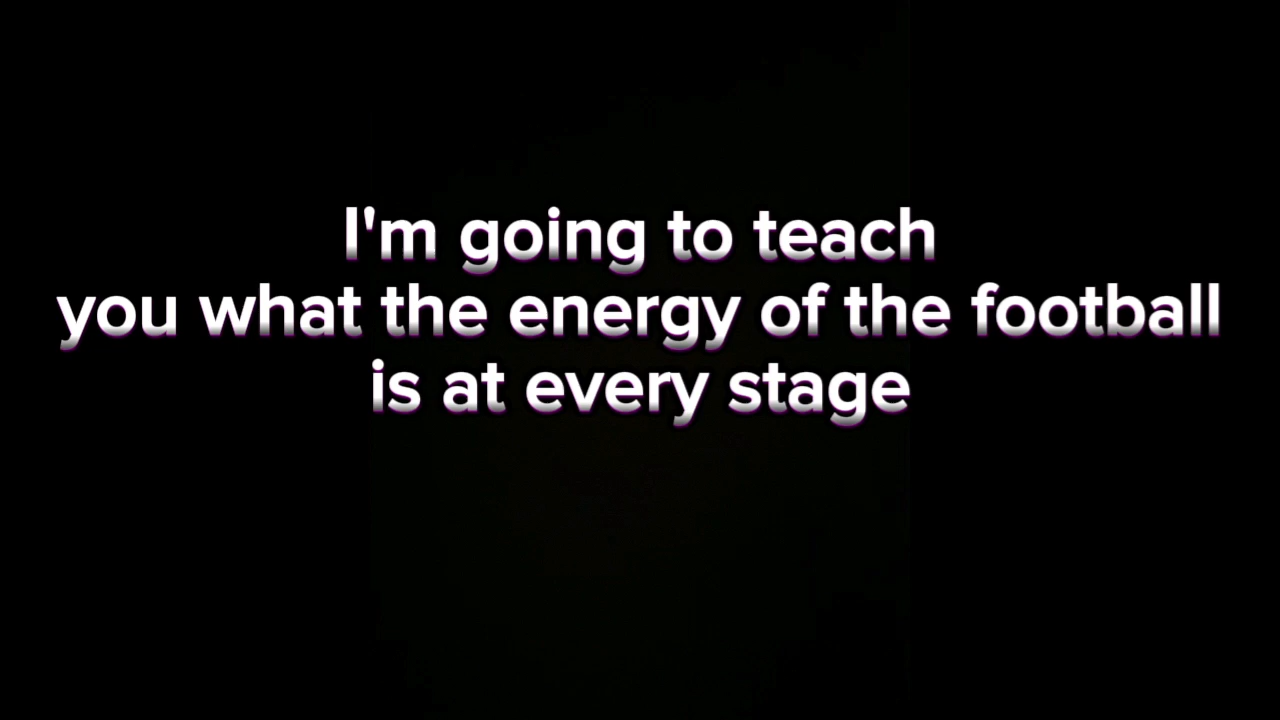 I'm going to teach
you what the energy of the football
is at every stage